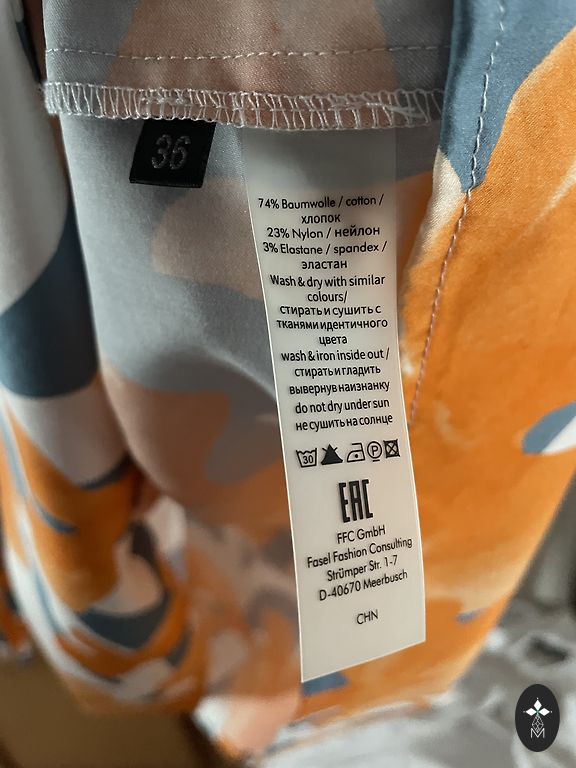 36
74% Baumwolle / cotton /
хлопок
23% Nylon / нейлон
3% Elastane / spandex /
эластан
Wash & dry with similar
colours/
стирать и сушить с
тканями идентичного
цвета
wash & iron inside out /
стирать и гладить
вывернув наизнанку
do not dry under sun
не сушить на солнце
30 P
EAC
FFC GmbH
Fasel Fashion Consulting
Strümper Str. 1-7
D-40670 Meerbusch
CHN
M